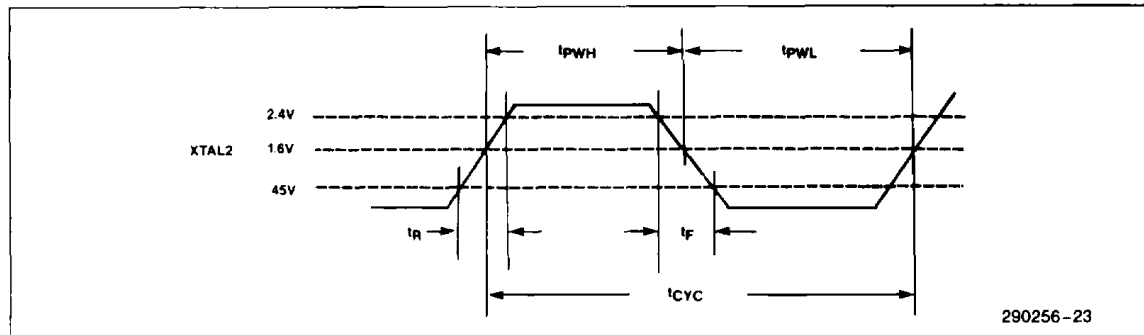 tPWH
tPWL
2.4V
XTAL2
1.6V
45V
tR
tF
tCYC
290256-23